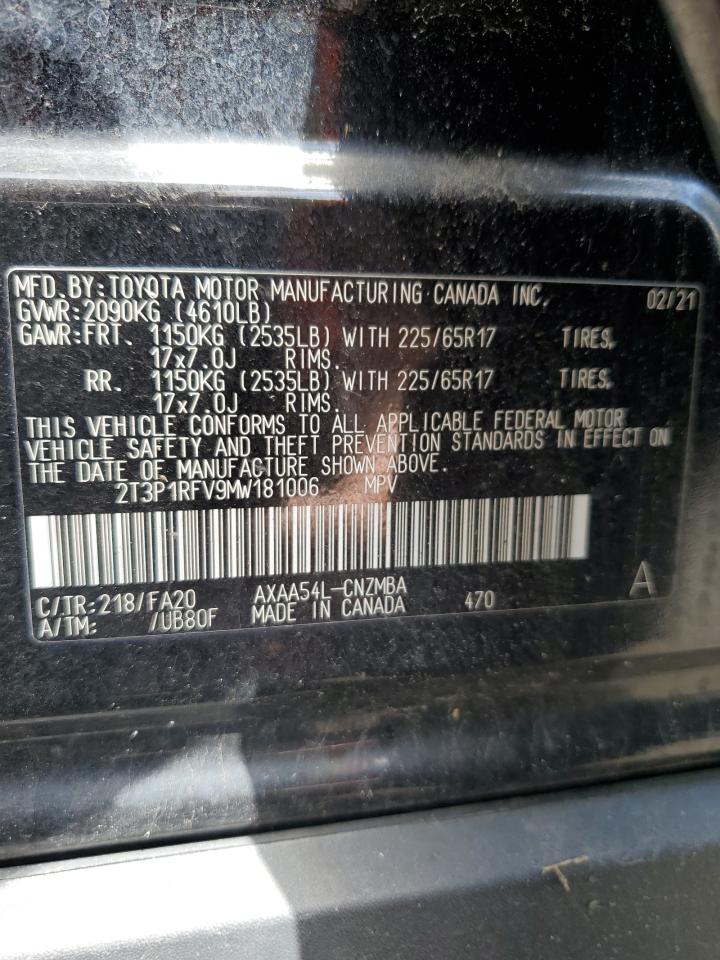 MFD.BY:TOYOTA MOTOR MANUFACTURING CANADA INC. 02/21
GVWR:2090KG (4610LB)
GAWR:FRT. 1150KG (2535LB) WITH 225/65R17 TIRES,
17x7.0J RIMS.
RR. 1150KG (2535LB) WITH 225/65R17 TIRES,
17x7.0J RIMS.
THIS VEHICLE CONFORMS TO ALL APPLICABLE FEDERAL MOTOR
VEHICLE SAFETY AND THEFT PREVENTION STANDARDS IN EFFECT ON
THE DATE OF MANUFACTURE SHOWN ABOVE.
2T3P1RFV9MW181006 MPV
C/TR:218/FA20 AXAA54L-CNZMBA 470 A
A/TM: /UB80F MADE IN CANADA